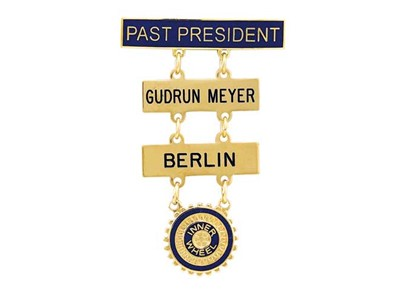 PAST PRESIDENT
GUDRUN MEYER
BERLIN
INNER
WHEEL